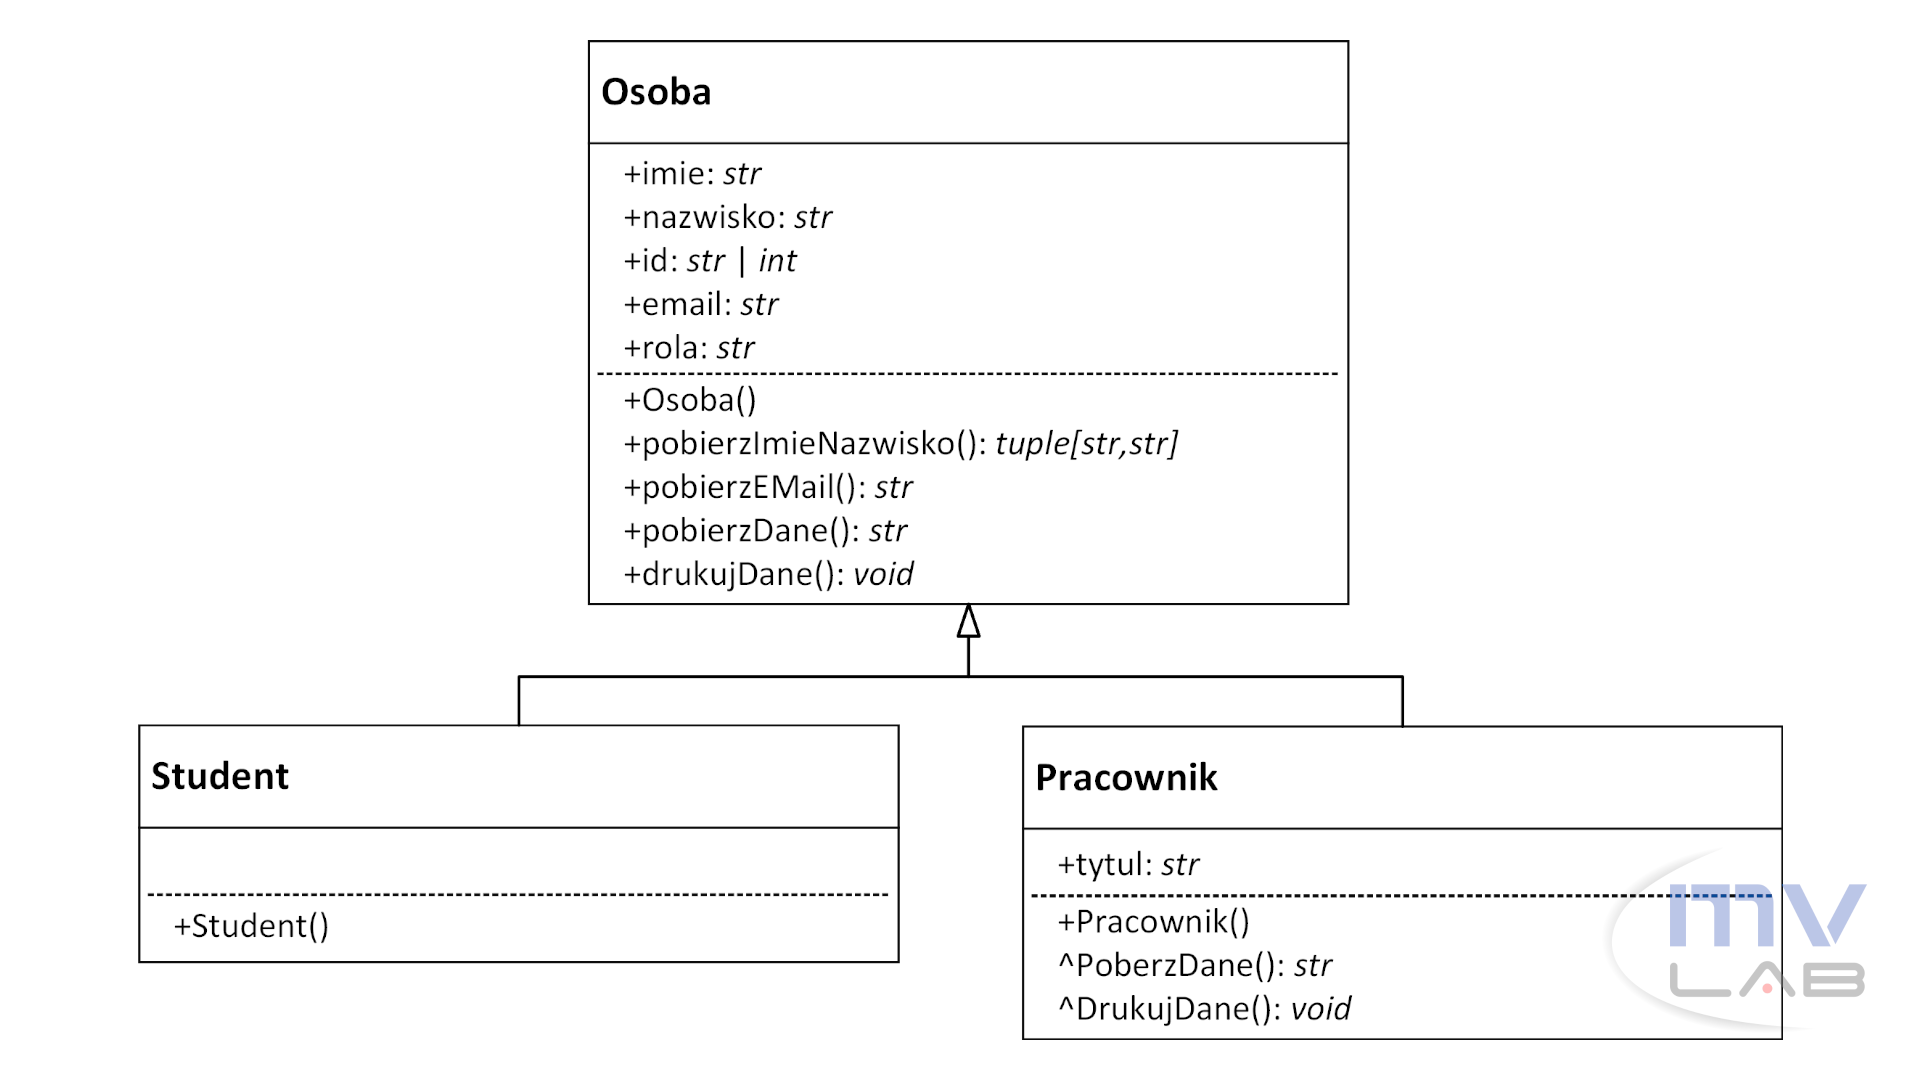 Osoba
+imie: str
+nazwisko: str
+id: str | int
+email: str
+rola: str
+Osoba()
+pobierzImieNazwisko(): tuple[str,str]
+pobierzEMail(): str
+pobierzDane(): str
+drukujDane(): void
Student
+Student()
Pracownik
+tytul: str
+Pracownik()
^PoberzDane(): str
^DrukujDane(): void
MV
LAB